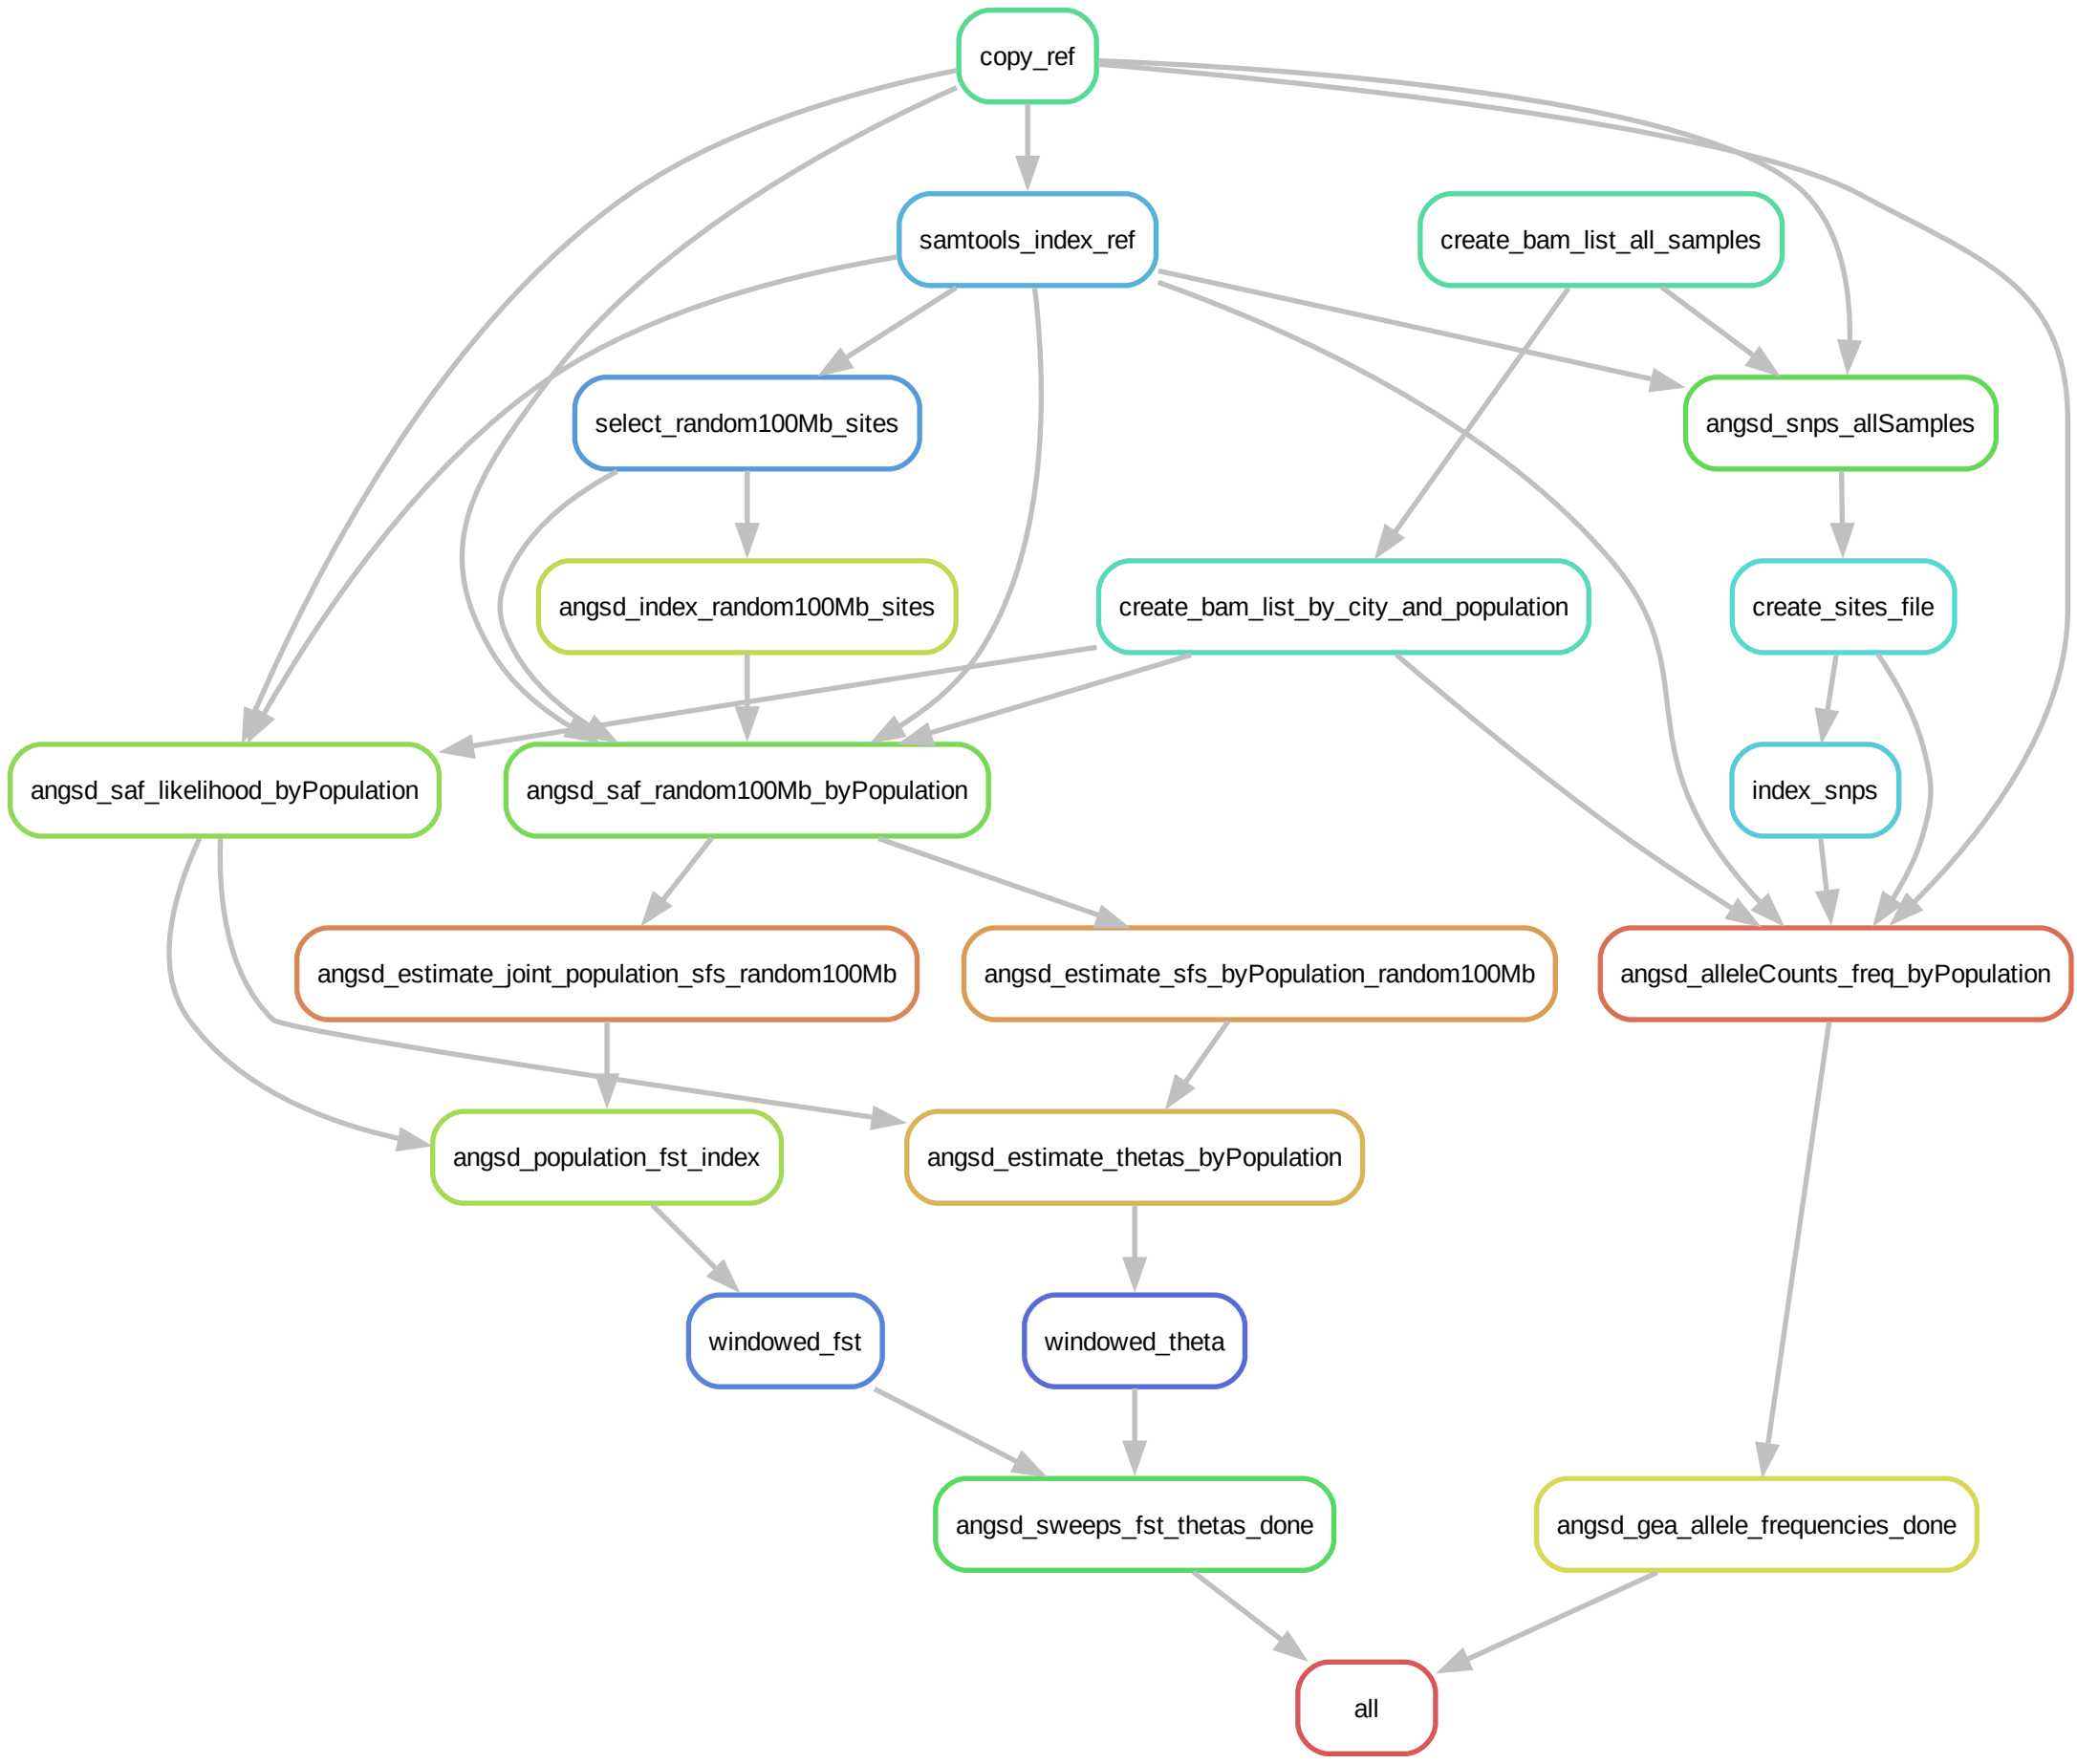 copy_ref
samtools_index_ref
create_bam_list_all_samples
select_random100Mb_sites
angsd_snps_allSamples
angsd_index_random100Mb_sites
create_bam_list_by_city_and_population
create_sites_file
angsd_saf_likelihood_byPopulation
angsd_saf_random100Mb_byPopulation
index_snps
angsd_estimate_joint_population_sfs_random100Mb
angsd_estimate_sfs_byPopulation_random100Mb
angsd_alleleCounts_freq_byPopulation
angsd_population_fst_index
angsd_estimate_thetas_byPopulation
windowed_fst
windowed_theta
angsd_sweeps_fst_thetas_done
angsd_gea_allele_frequencies_done
all